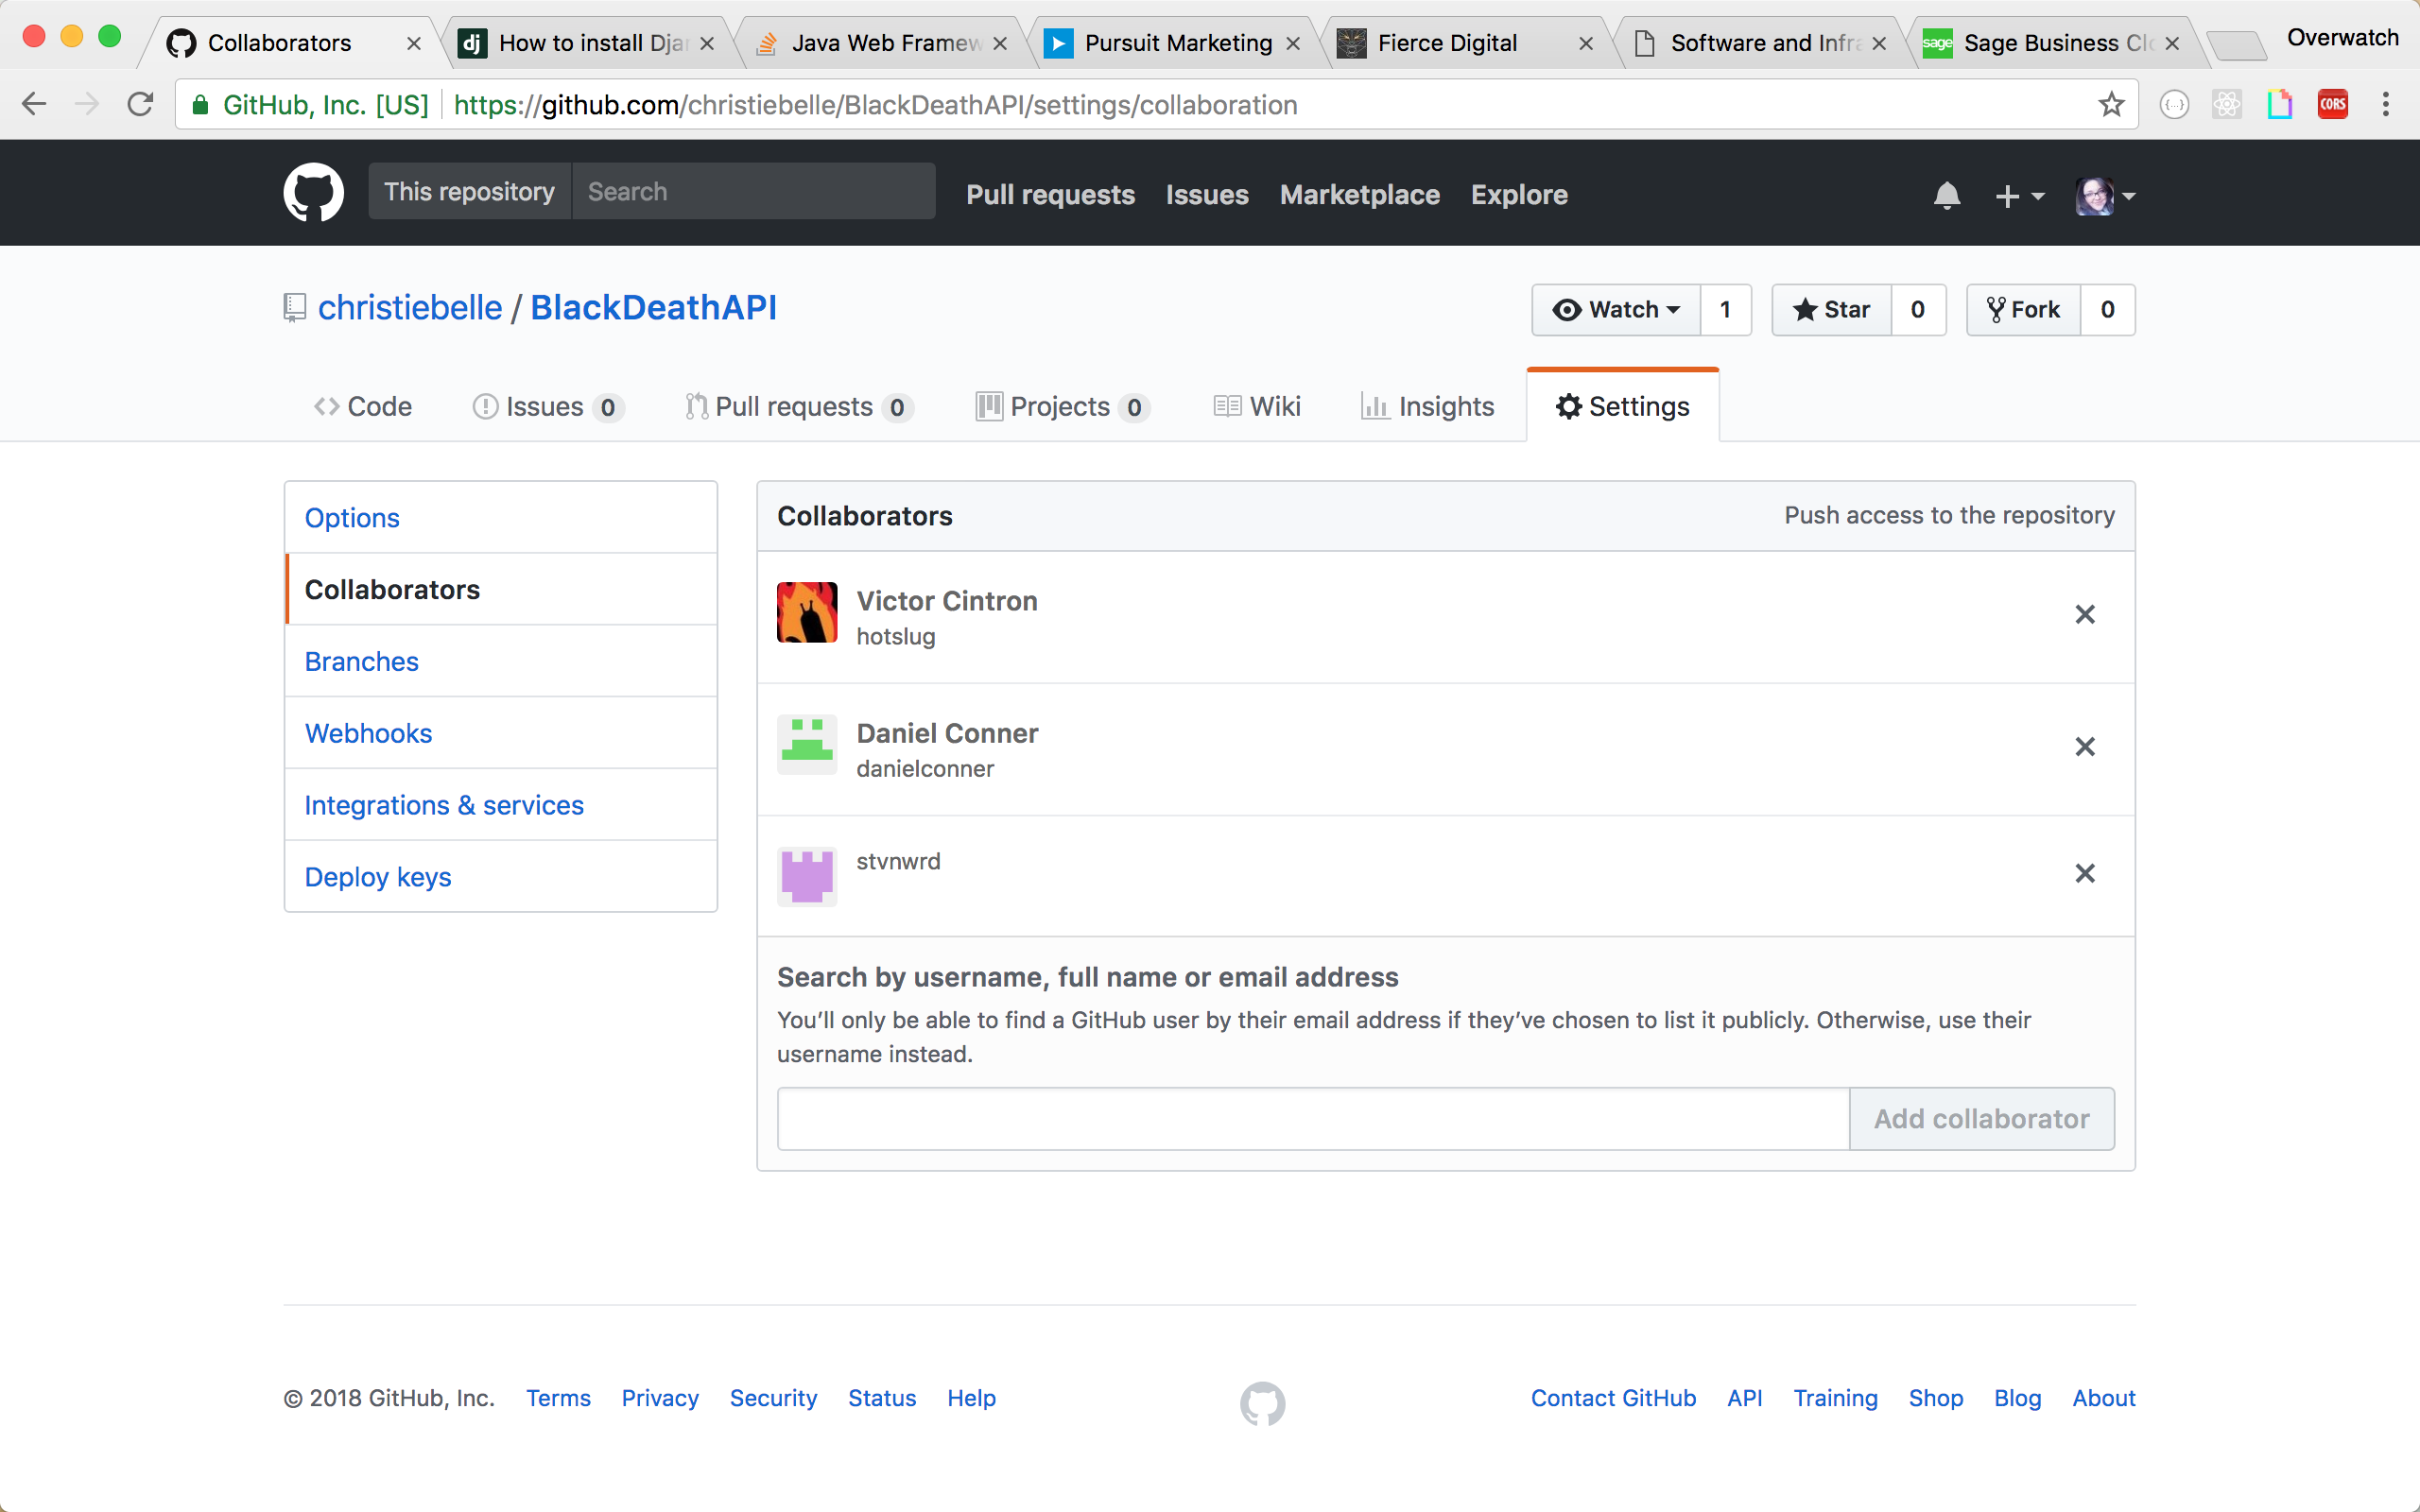 Collaborators
How to install Djan
Java Web Framew
Pursuit Marketing
Fierce Digital
Software and Infra
Sage Business Clo
Overwatch
GitHub, Inc. [US] https://github.com/christiebelle/BlackDeathAPI/settings/collaboration
CORS
This repository Search Pull requests Issues Marketplace Explore
christiebelle / BlackDeathAPI Watch 1 Star 0 Fork 0
Code Issues 0 Pull requests 0 Projects 0 Wiki Insights Settings
Options
Collaborators
Branches
Webhooks
Integrations & services
Deploy keys
Collaborators Push access to the repository
Victor Cintron
hotslug
Daniel Conner
danielconner
stvnwrd
Search by username, full name or email address
You’ll only be able to find a GitHub user by their email address if they’ve chosen to list it publicly. Otherwise, use their
username instead.
Add collaborator
© 2018 GitHub, Inc. Terms Privacy Security Status Help Contact GitHub API Training Shop Blog About